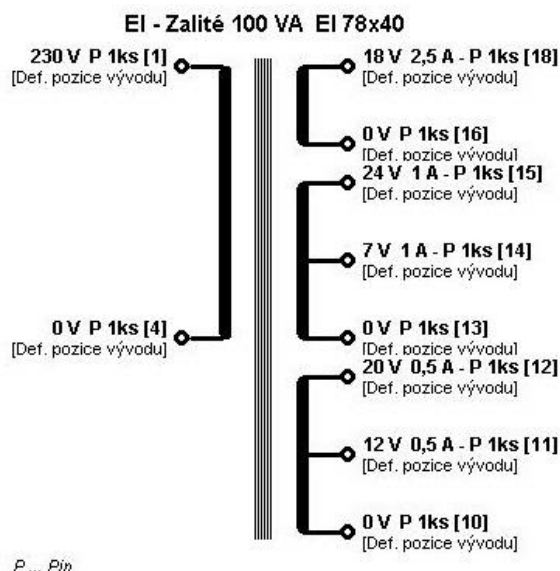 EI - Zalité 100 VA EI 78x40
230 V P 1ks [1]
[Def. pozice vývodu]
0 V P 1ks [4]
[Def. pozice vývodu]
18 V 2,5 A - P 1ks [18]
[Def. pozice vývodu]
0 V P 1ks [16]
[Def. pozice vývodu]
24 V 1 A - P 1ks [15]
[Def. pozice vývodu]
7 V 1 A - P 1ks [14]
[Def. pozice vývodu]
0 V P 1ks [13]
[Def. pozice vývodu]
20 V 0,5 A - P 1ks [12]
[Def. pozice vývodu]
12 V 0,5 A - P 1ks [11]
[Def. pozice vývodu]
0 V P 1ks [10]
[Def. pozice vývodu]
P ... Pin